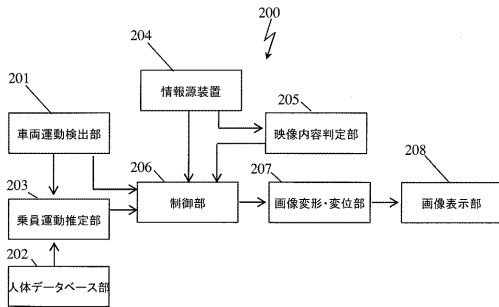 200
204
情報源装置
201
車両運動検出部
205
映像内容判定部
203
乗員運動推定部
206
制御部
207
画像変形・変位部
208
画像表示部
202
人体データベース部